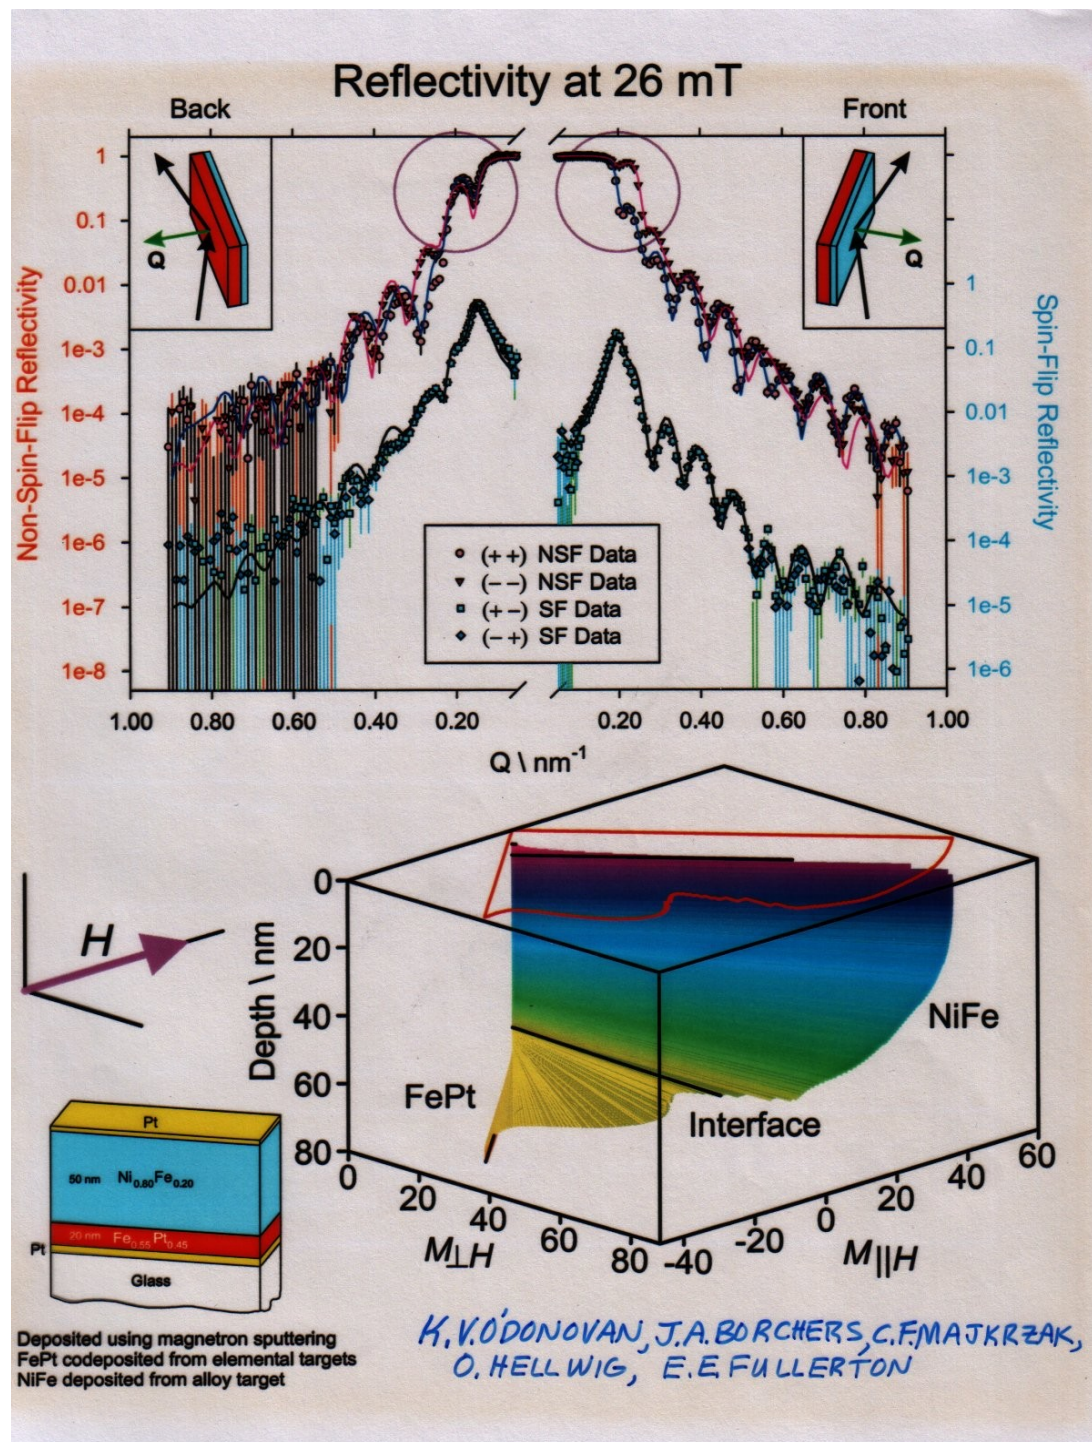 Reflectivity at 26 mT
Back
Front
1
0.1
0.01
1e-3
1e-4
1e-5
1e-6
1e-7
1e-8
Non-Spin-Flip Reflectivity
Q
Q
1
0.1
0.01
1e-3
1e-4
1e-5
1e-6
Spin-Flip Reflectivity
(+ +) NSF Data
(− −) NSF Data
(+ −) SF Data
(− +) SF Data
1.00 0.80 0.60 0.40 0.20 0.20 0.40 0.60 0.80 1.00
Q \ nm-1
H
Depth \ nm
0
20
40
60
80
FePt
NiFe
Interface
0 20 40 60 80
M⊥H
-40 -20 0 20 40 60
M||H
Pt
50 nm Ni0.80Fe0.20
20 nm Fe0.55Pt0.45
Pt
Glass
Deposited using magnetron sputtering
FePt codeposited from elemental targets
NiFe deposited from alloy target
K.V.O'DONOVAN, J.A.BORCHERS, C.F.MAJKRZAK,
O. HELLWIG, E.E FULLERTON